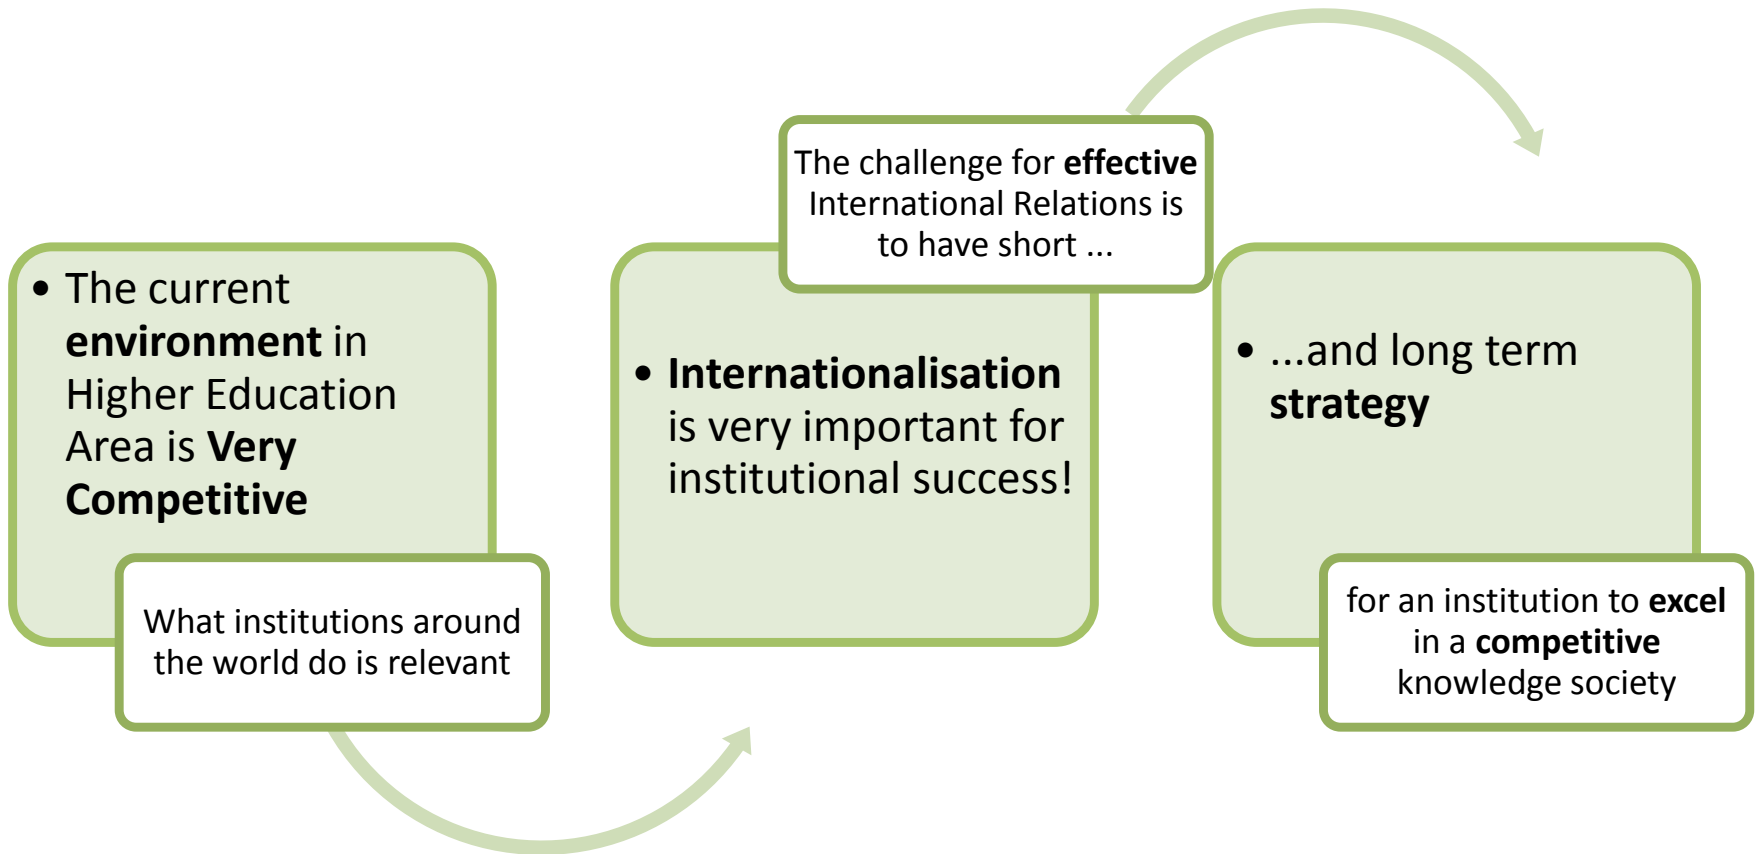 • The current
environment in
Higher Education
Area is Very
Competitive
What institutions around
the world do is relevant
• Internationalisation
is very important for
institutional success!
The challenge for effective
International Relations is
to have short ...
• ...and long term
strategy
for an institution to excel
in a competitive
knowledge society